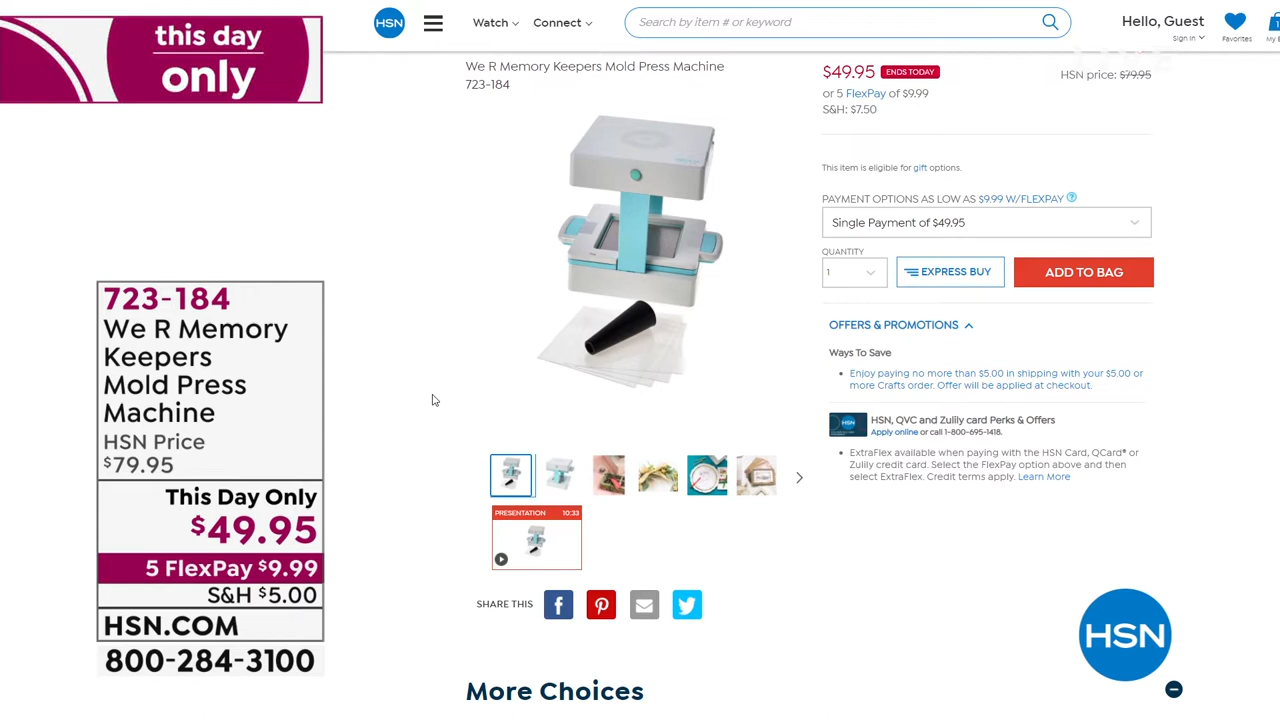 this day
only
723-184
We R Memory
Keepers
Mold Press
Machine
HSN Price
$79.95
This Day Only
$49.95
5 FlexPay $9.99
S&H $5.00
HSN.COM
800-284-3100
HSN
Watch
Connect
Search by item # or keyword
Hello, Guest
Sign In
Favorites
We R Memory Keepers Mold Press Machine
723-184
$49.95 ENDS TODAY
HSN price: $79.95
or 5 FlexPay of $9.99
S&H: $7.50
This item is eligible for gift options.
PAYMENT OPTIONS AS LOW AS $9.99 W/FLEXPAY ?
Single Payment of $49.95
QUANTITY
1
EXPRESS BUY
ADD TO BAG
OFFERS & PROMOTIONS
Ways To Save
Enjoy paying no more than $5.00 in shipping with your $5.00 or
more Crafts order. Offer will be applied at checkout.
HSN, QVC and Zulily card Perks & Offers
Apply online or call 1-800-695-1418.
ExtraFlex available when paying with the HSN Card, QCard® or
Zulily credit card. Select the FlexPay option above and then
select ExtraFlex. Credit terms apply. Learn More
PRESENTATION 10:33
SHARE THIS
HSN
More Choices